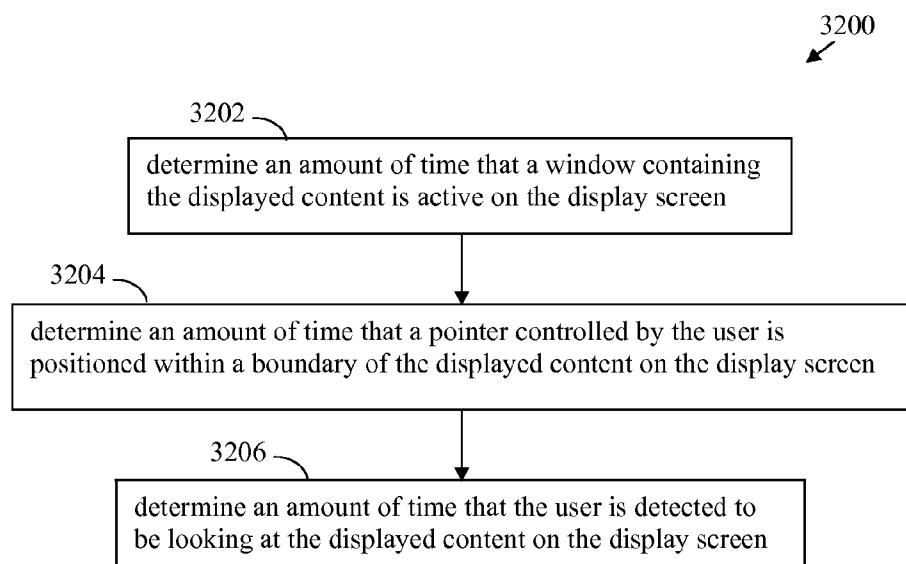 3200
3202
determine an amount of time that a window containing
the displayed content is active on the display screen
3204
determine an amount of time that a pointer controlled by the user is
positioned within a boundary of the displayed content on the display screen
3206
determine an amount of time that the user is detected to
be looking at the displayed content on the display screen